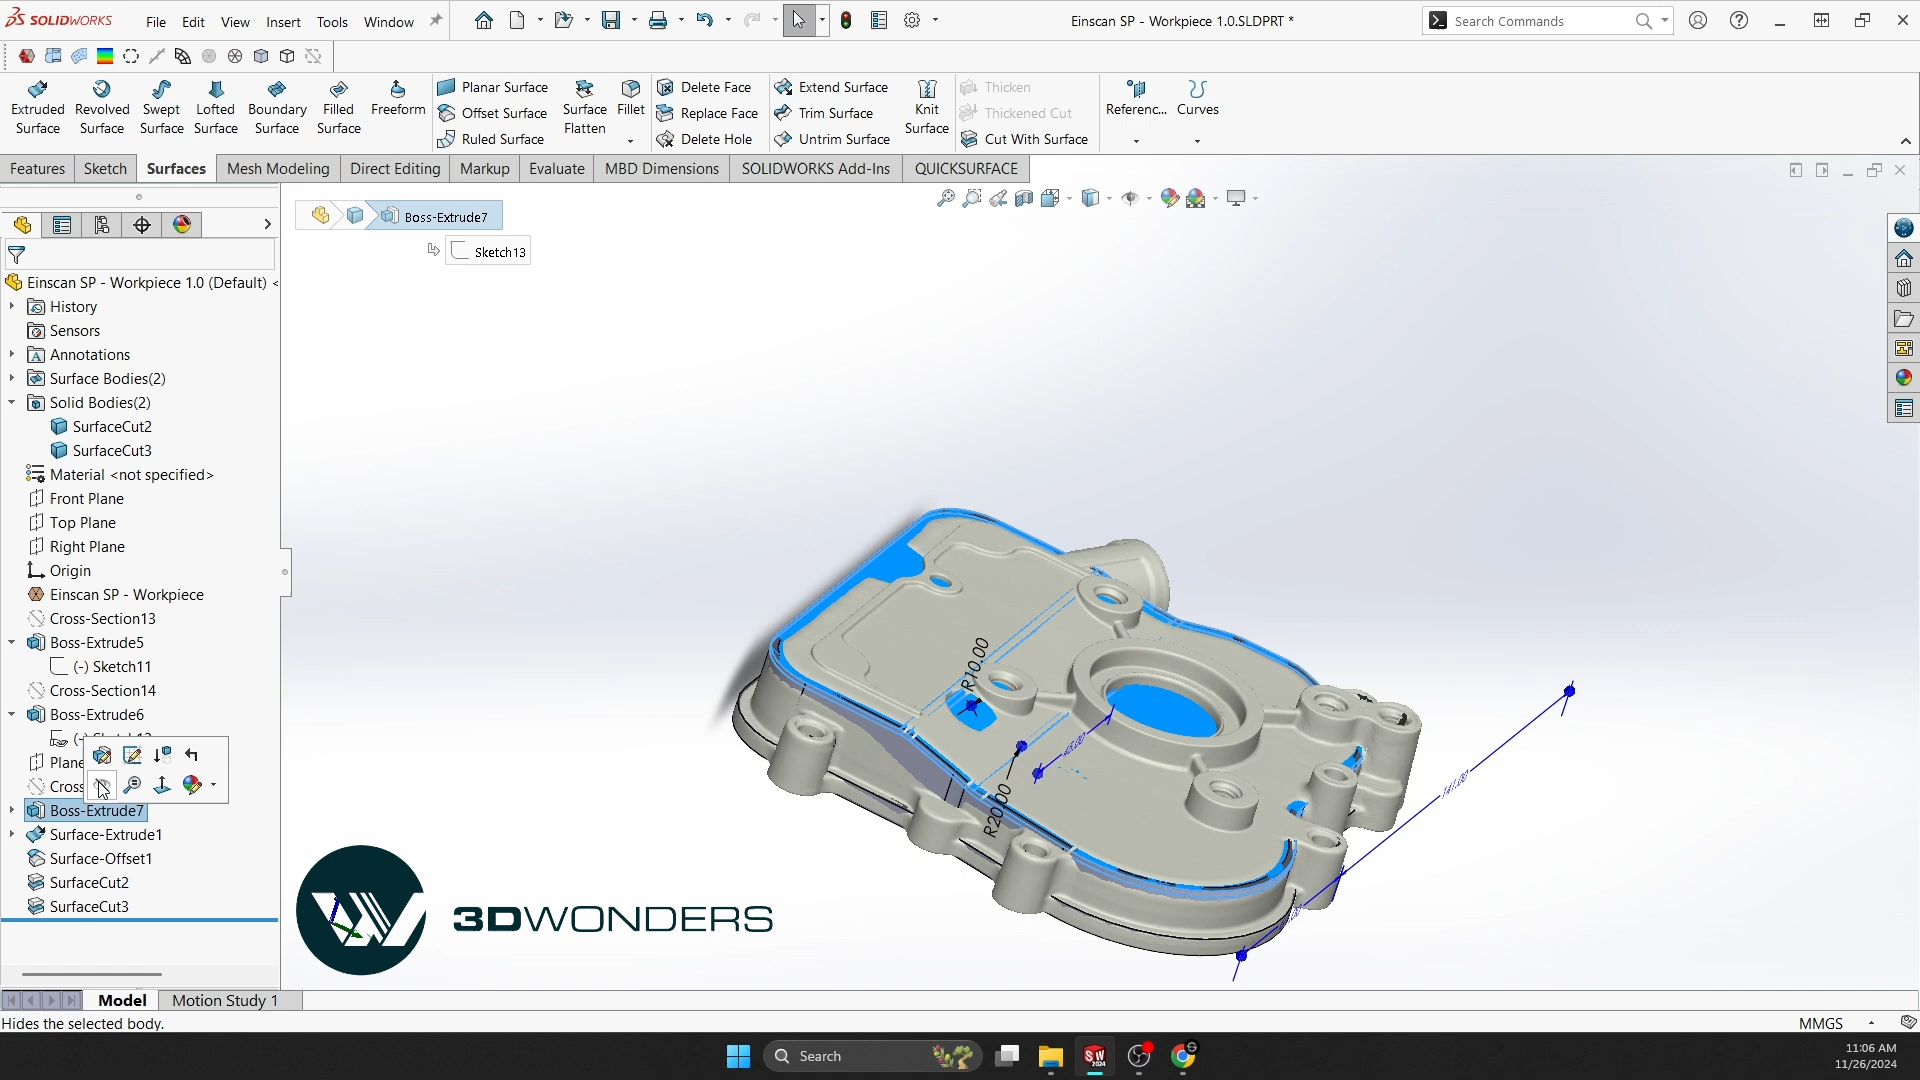 SOLIDWORKS
File Edit View Insert Tools Window
Einscan SP - Workpiece 1.0.SLDPRT *
Search Commands
Extruded Surface
Revolved Surface
Swept Surface
Lofted Surface
Boundary Surface
Filled Surface
Freeform
Planar Surface
Offset Surface
Ruled Surface
Surface Flatten
Fillet
Delete Face
Replace Face
Delete Hole
Extend Surface
Trim Surface
Untrim Surface
Knit Surface
Thicken
Thickened Cut
Cut With Surface
Referenc...
Curves
Features Sketch Surfaces Mesh Modeling Direct Editing Markup Evaluate MBD Dimensions SOLIDWORKS Add-Ins QUICKSURFACE
Boss-Extrude7
Sketch13
Einscan SP - Workpiece 1.0 (Default) <
History
Sensors
Annotations
Surface Bodies(2)
Solid Bodies(2)
SurfaceCut2
SurfaceCut3
Material <not specified>
Front Plane
Top Plane
Right Plane
Origin
Einscan SP - Workpiece
Cross-Section13
Boss-Extrude5
(-) Sketch11
Cross-Section14
Boss-Extrude6
Boss-Extrude7
Surface-Extrude1
Surface-Offset1
SurfaceCut2
SurfaceCut3
R10.00
R20.00
3DWONDERS
Model Motion Study 1
Hides the selected body.
MMGS
Search
SW
2024
11:06 AM
11/26/2024